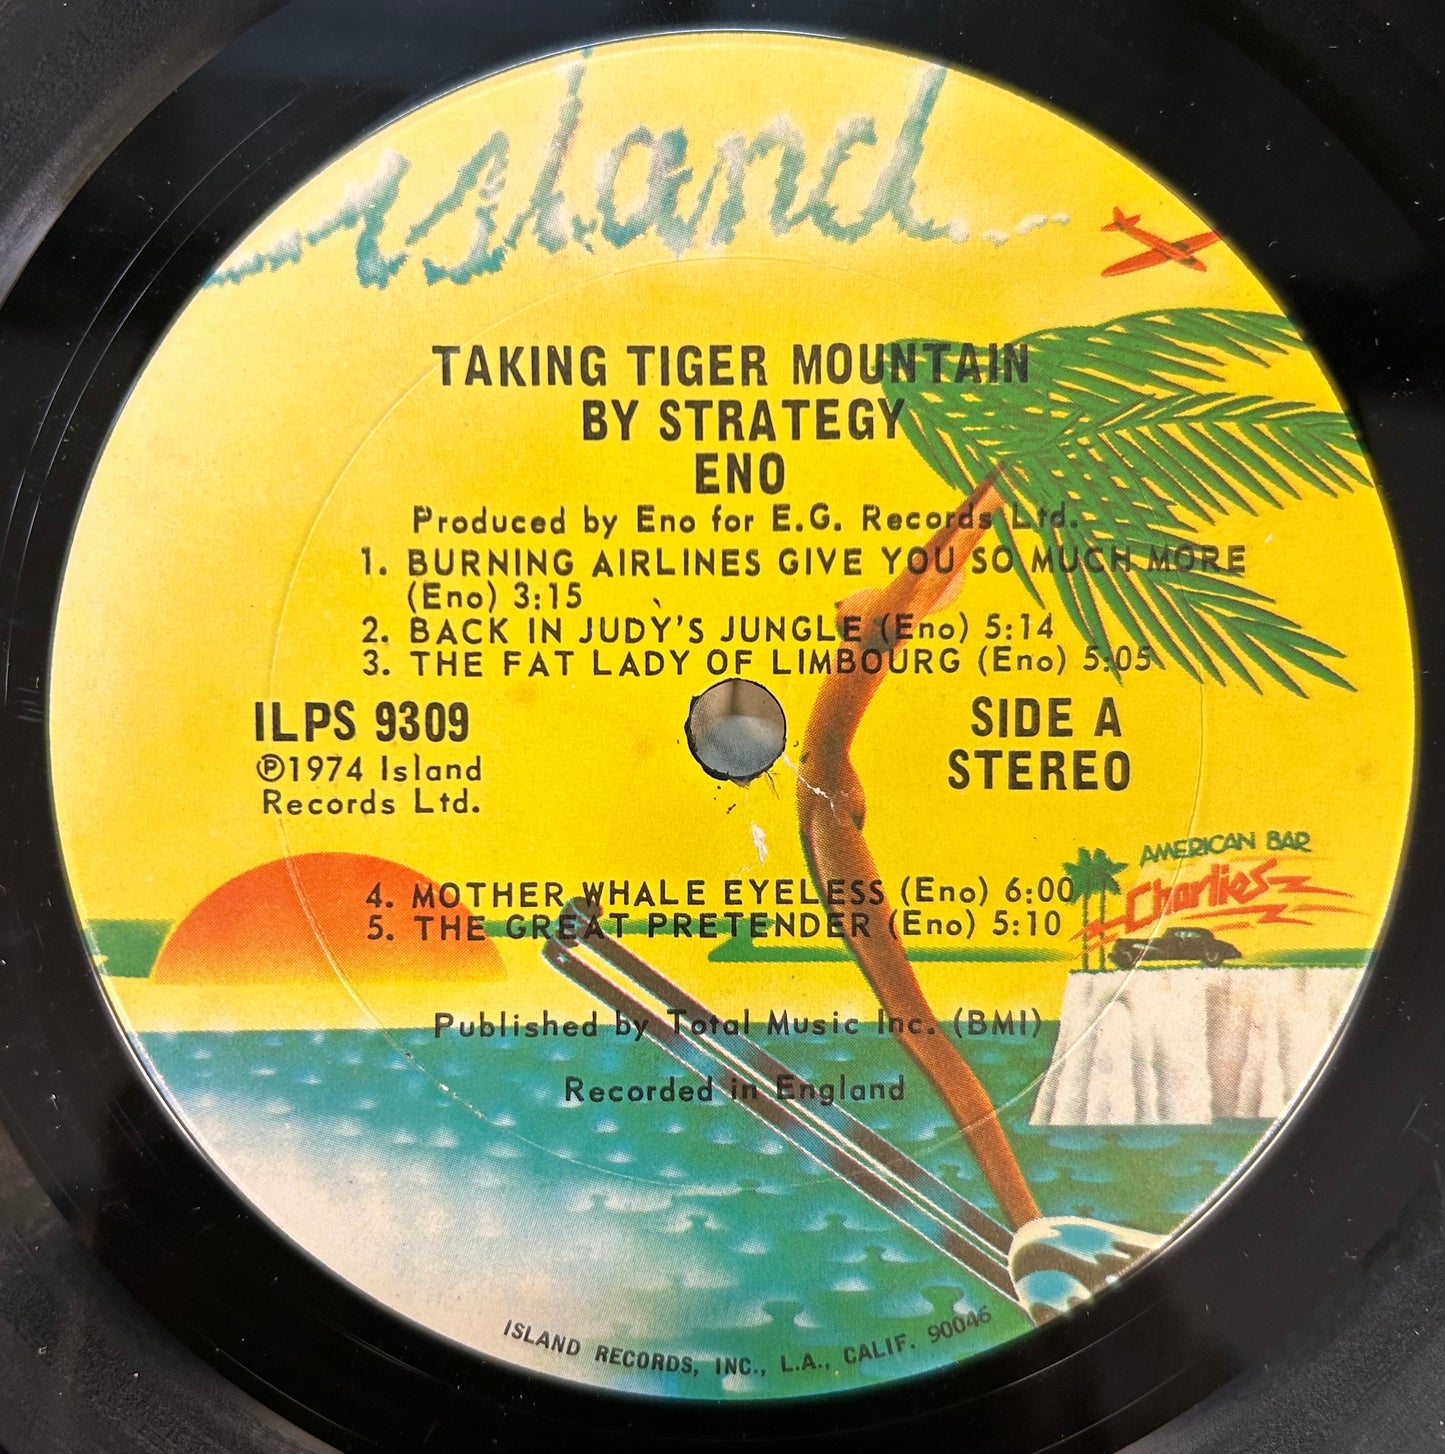 Island
TAKING TIGER MOUNTAIN
BY STRATEGY
ENO
Produced by Eno for E.G. Records Ltd.
1. BURNING AIRLINES GIVE YOU SO MUCH MORE
(Eno) 3:15
2. BACK IN JUDY'S JUNGLE (Eno) 5:14
3. THE FAT LADY OF LIMBOURG (Eno) 5:05
ILPS 9309
℗1974 Island
Records Ltd.
SIDE A
STEREO
AMERICAN BAR
Charlies
4. MOTHER WHALE EYELESS (Eno) 6:00
5. THE GREAT PRETENDER (Eno) 5:10
Published by Total Music Inc. (BMI)
Recorded in England
ISLAND RECORDS, INC., L.A., CALIF. 90046